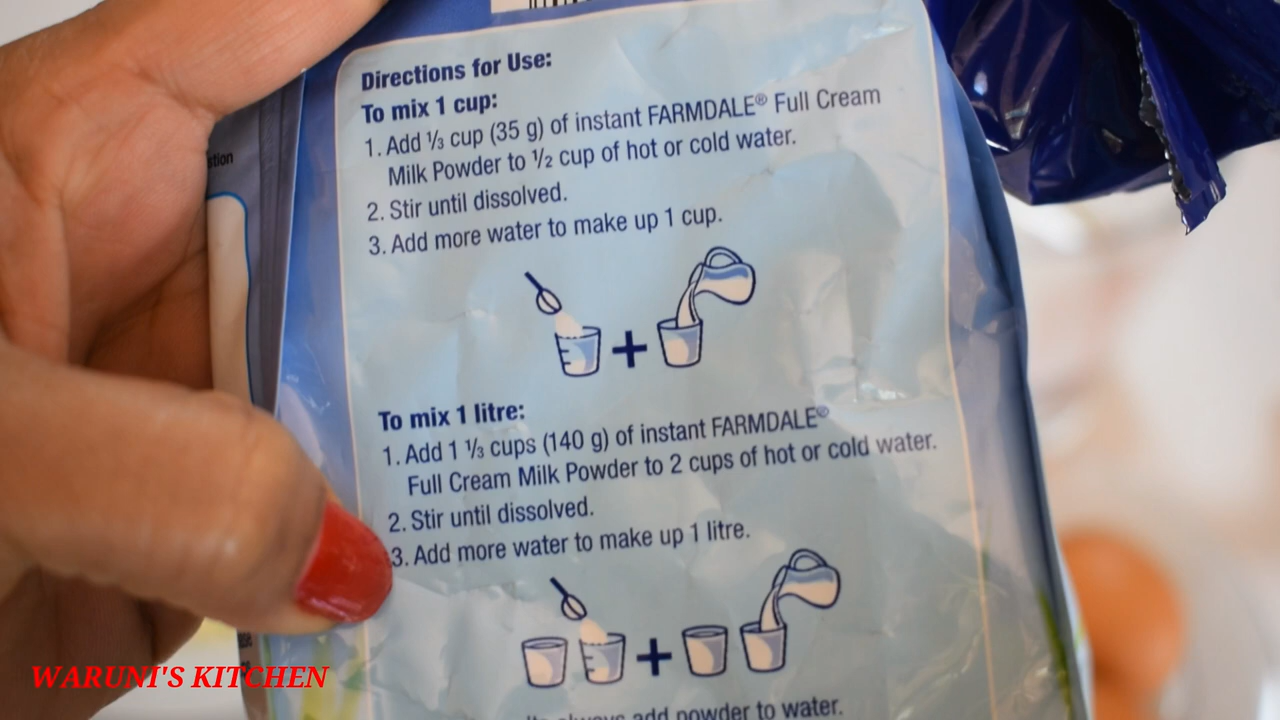 Directions for Use:
To mix 1 cup:
1. Add ⅓ cup (35 g) of instant FARMDALE® Full Cream
Milk Powder to ½ cup of hot or cold water.
2. Stir until dissolved.
3. Add more water to make up 1 cup.
To mix 1 litre:
1. Add 1 ⅓ cups (140 g) of instant FARMDALE®
Full Cream Milk Powder to 2 cups of hot or cold water.
2. Stir until dissolved.
3. Add more water to make up 1 litre.
always add powder to water.
WARUNI'S KITCHEN